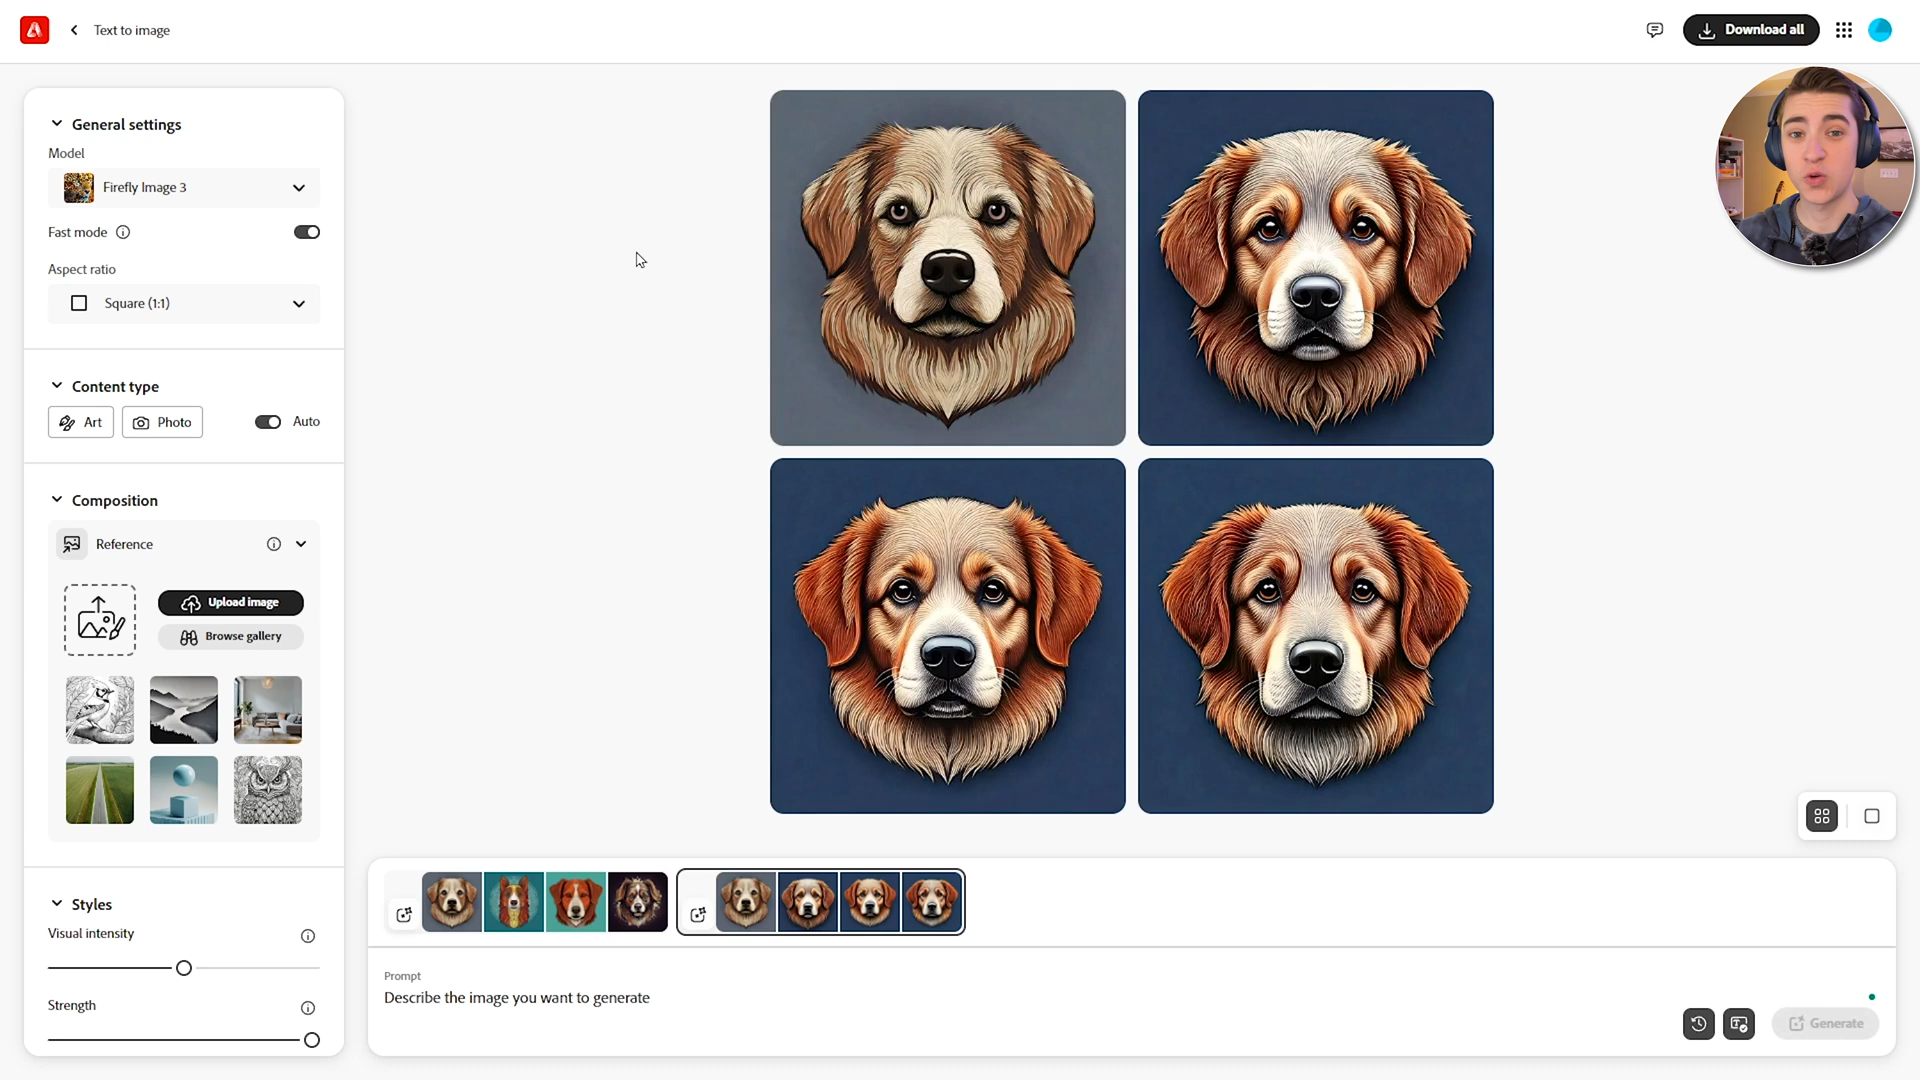 Text to image
Download all
General settings
Model
Firefly Image 3
Fast mode
Aspect ratio
Square (1:1)
Content type
Art
Photo
Auto
Composition
Reference
Upload image
Browse gallery
Styles
Visual intensity
Strength
Prompt
Describe the image you want to generate
Generate